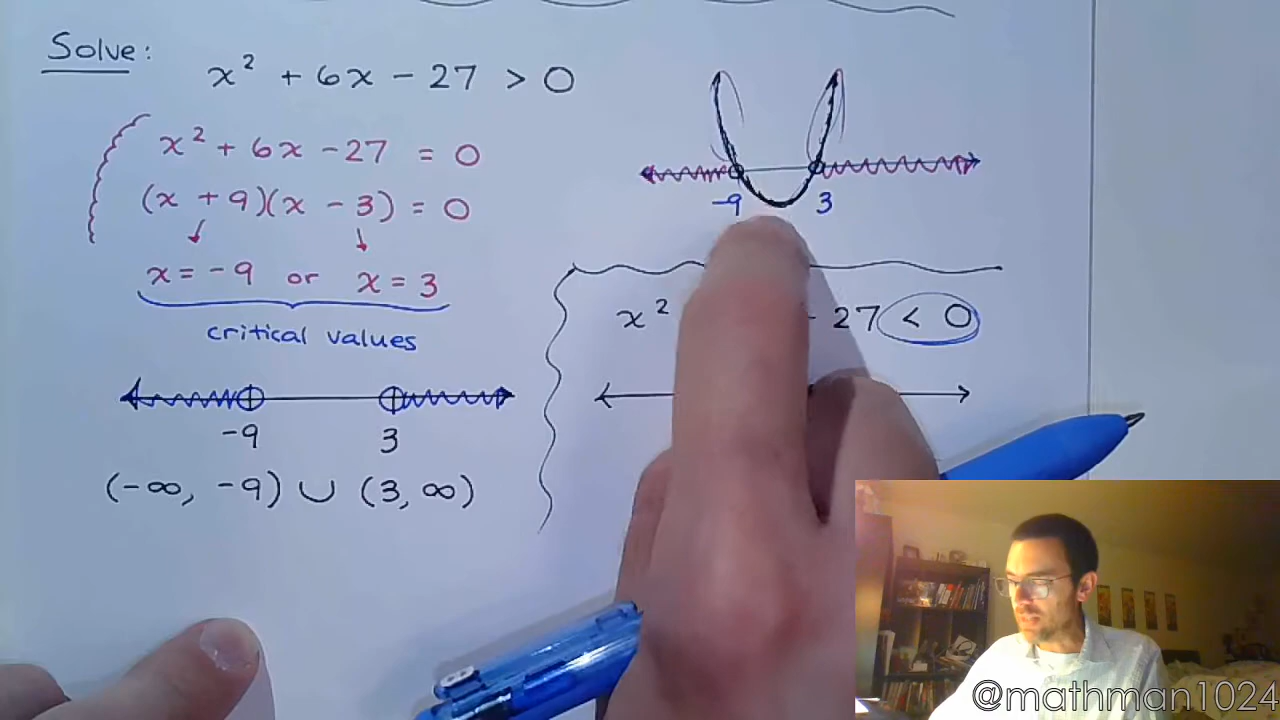 Solve:
x² + 6x - 27 > 0
x² + 6x - 27 = 0
(x + 9)(x - 3) = 0
x = -9 or x = 3
critical values
-9 3
(-∞, -9) ∪ (3, ∞)
-9 3
x² - 27 < 0
@mathman1024